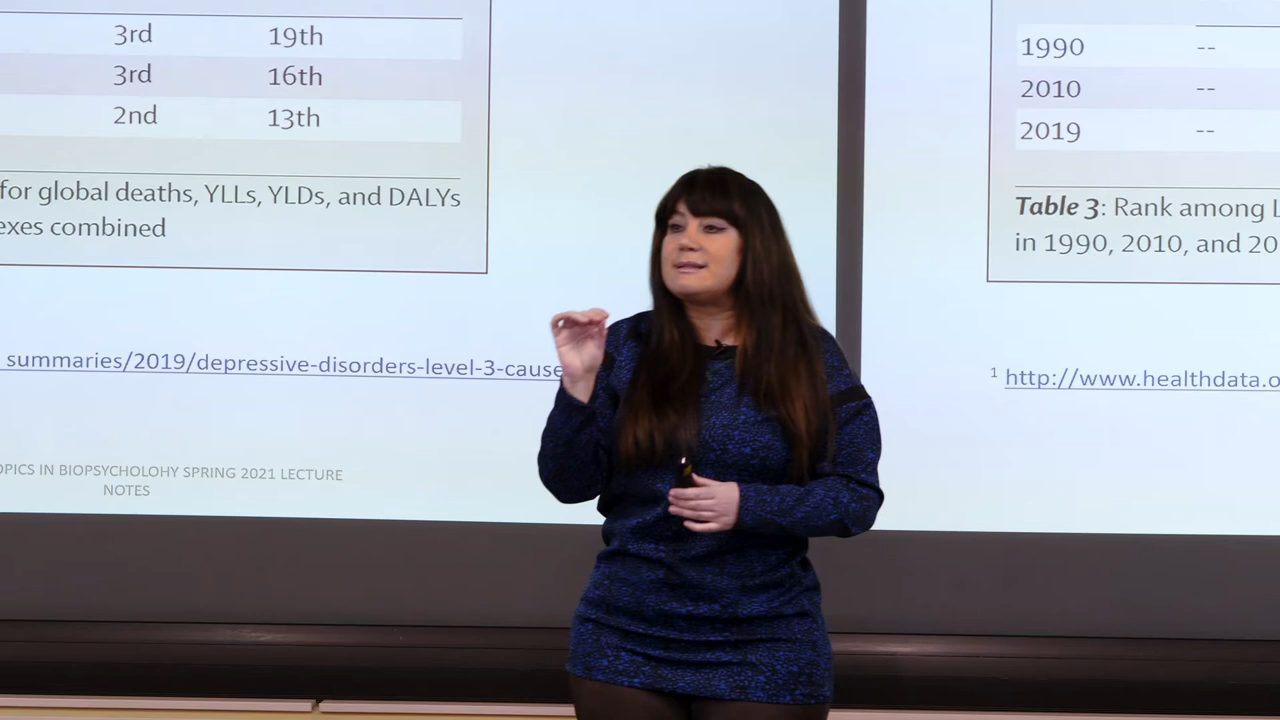 3rd 19th
3rd 16th
2nd 13th
for global deaths, YLLs, YLDs, and DALYs
exes combined
summaries/2019/depressive-disorders-level-3-cause
OPICS IN BIOPSYCHOLOHY SPRING 2021 LECTURE
NOTES
1990 --
2010 --
2019 --
Table 3: Rank among
in 1990, 2010, and 20
1 http://www.healthdata.o